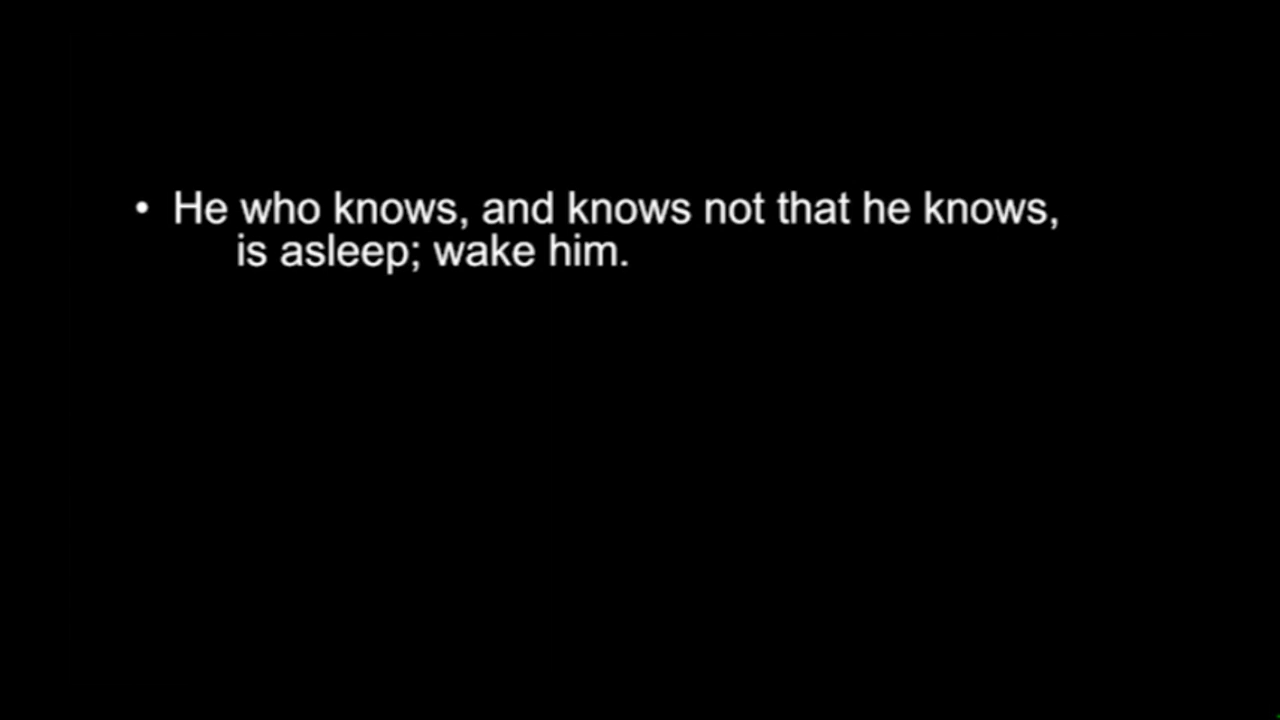 • He who knows, and knows not that he knows,
is asleep; wake him.